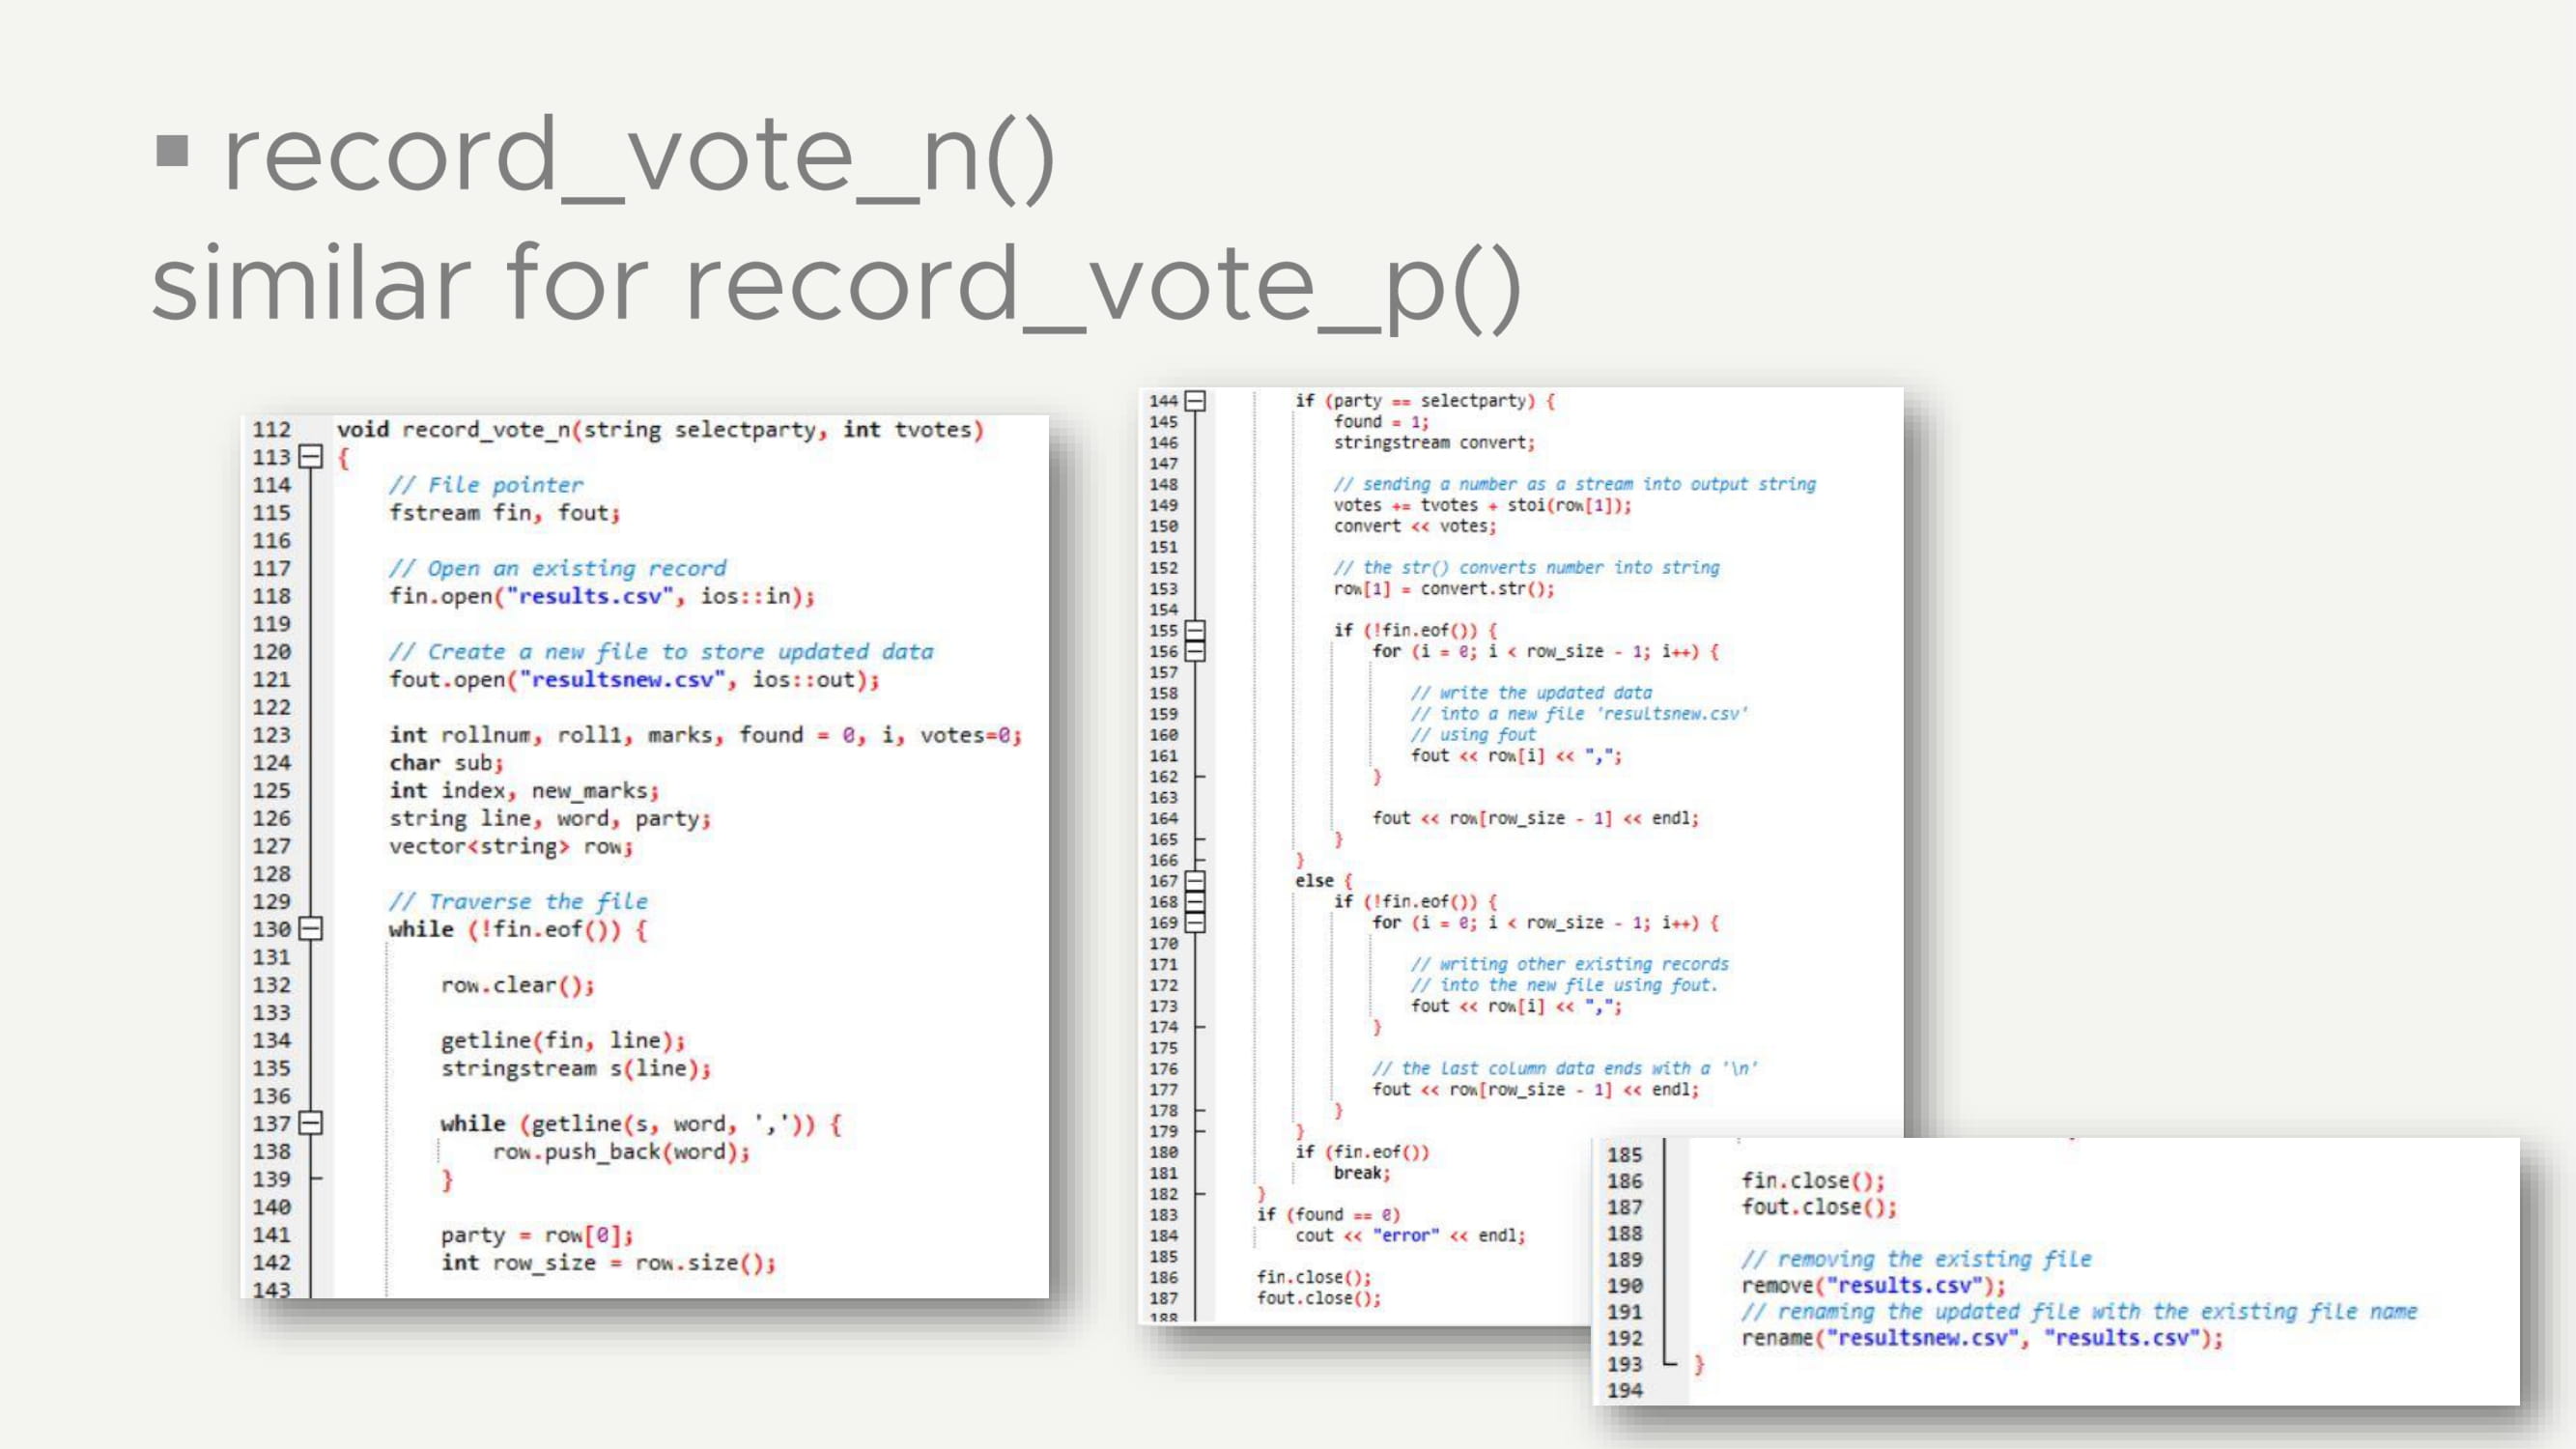 ▪ record_vote_n()
similar for record_vote_p()
112 void record_vote_n(string selectparty, int tvotes)
113 {
114 // File pointer
115 fstream fin, fout;
116
117 // Open an existing record
118 fin.open("results.csv", ios::in);
119
120 // Create a new file to store updated data
121 fout.open("resultsnew.csv", ios::out);
122
123 int rollnum, roll1, marks, found = 0, i, votes=0;
124 char sub;
125 int index, new_marks;
126 string line, word, party;
127 vector<string> row;
128
129 // Traverse the file
130 while (!fin.eof()) {
131
132 row.clear();
133
134 getline(fin, line);
135 stringstream s(line);
136
137 while (getline(s, word, ',')) {
138 row.push_back(word);
139 }
140
141 party = row[0];
142 int row_size = row.size();
143
144 if (party == selectparty) {
145 found = 1;
146 stringstream convert;
147
148 // sending a number as a stream into output string
149 votes += tvotes + stoi(row[1]);
150 convert << votes;
151
152 // the str() converts number into string
153 row[1] = convert.str();
154
155 if (!fin.eof()) {
156 for (i = 0; i < row_size - 1; i++) {
157
158 // write the updated data
159 // into a new file 'resultsnew.csv'
160 // using fout
161 fout << row[i] << ",";
162 }
163
164 fout << row[row_size - 1] << endl;
165 }
166 }
167 else {
168 if (!fin.eof()) {
169 for (i = 0; i < row_size - 1; i++) {
170
171 // writing other existing records
172 // into the new file using fout.
173 fout << row[i] << ",";
174 }
175
176 // the last column data ends with a '\n'
177 fout << row[row_size - 1] << endl;
178 }
179 }
180 if (fin.eof())
181 break;
182 }
183 if (found == 0)
184 cout << "error" << endl;
185
186 fin.close();
187 fout.close();
188
185
186 fin.close();
187 fout.close();
188
189 // removing the existing file
190 remove("results.csv");
191 // renaming the updated file with the existing file name
192 rename("resultsnew.csv", "results.csv");
193 }
194